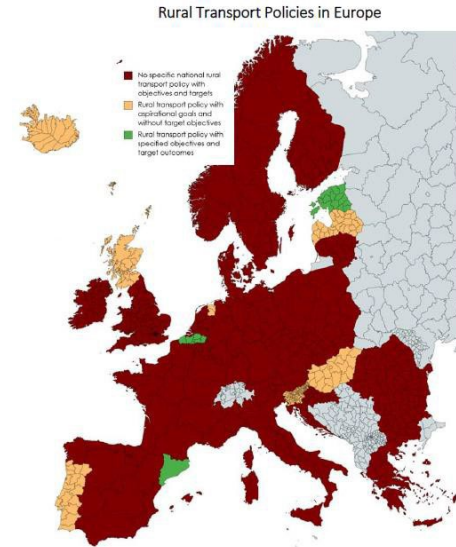 Rural Transport Policies in Europe
No specific national rural
transport policy with
objectives and targets
Rural transport policy with
aspirational goals and
without target objectives
Rural transport policy with
specified objectives and
target outcomes